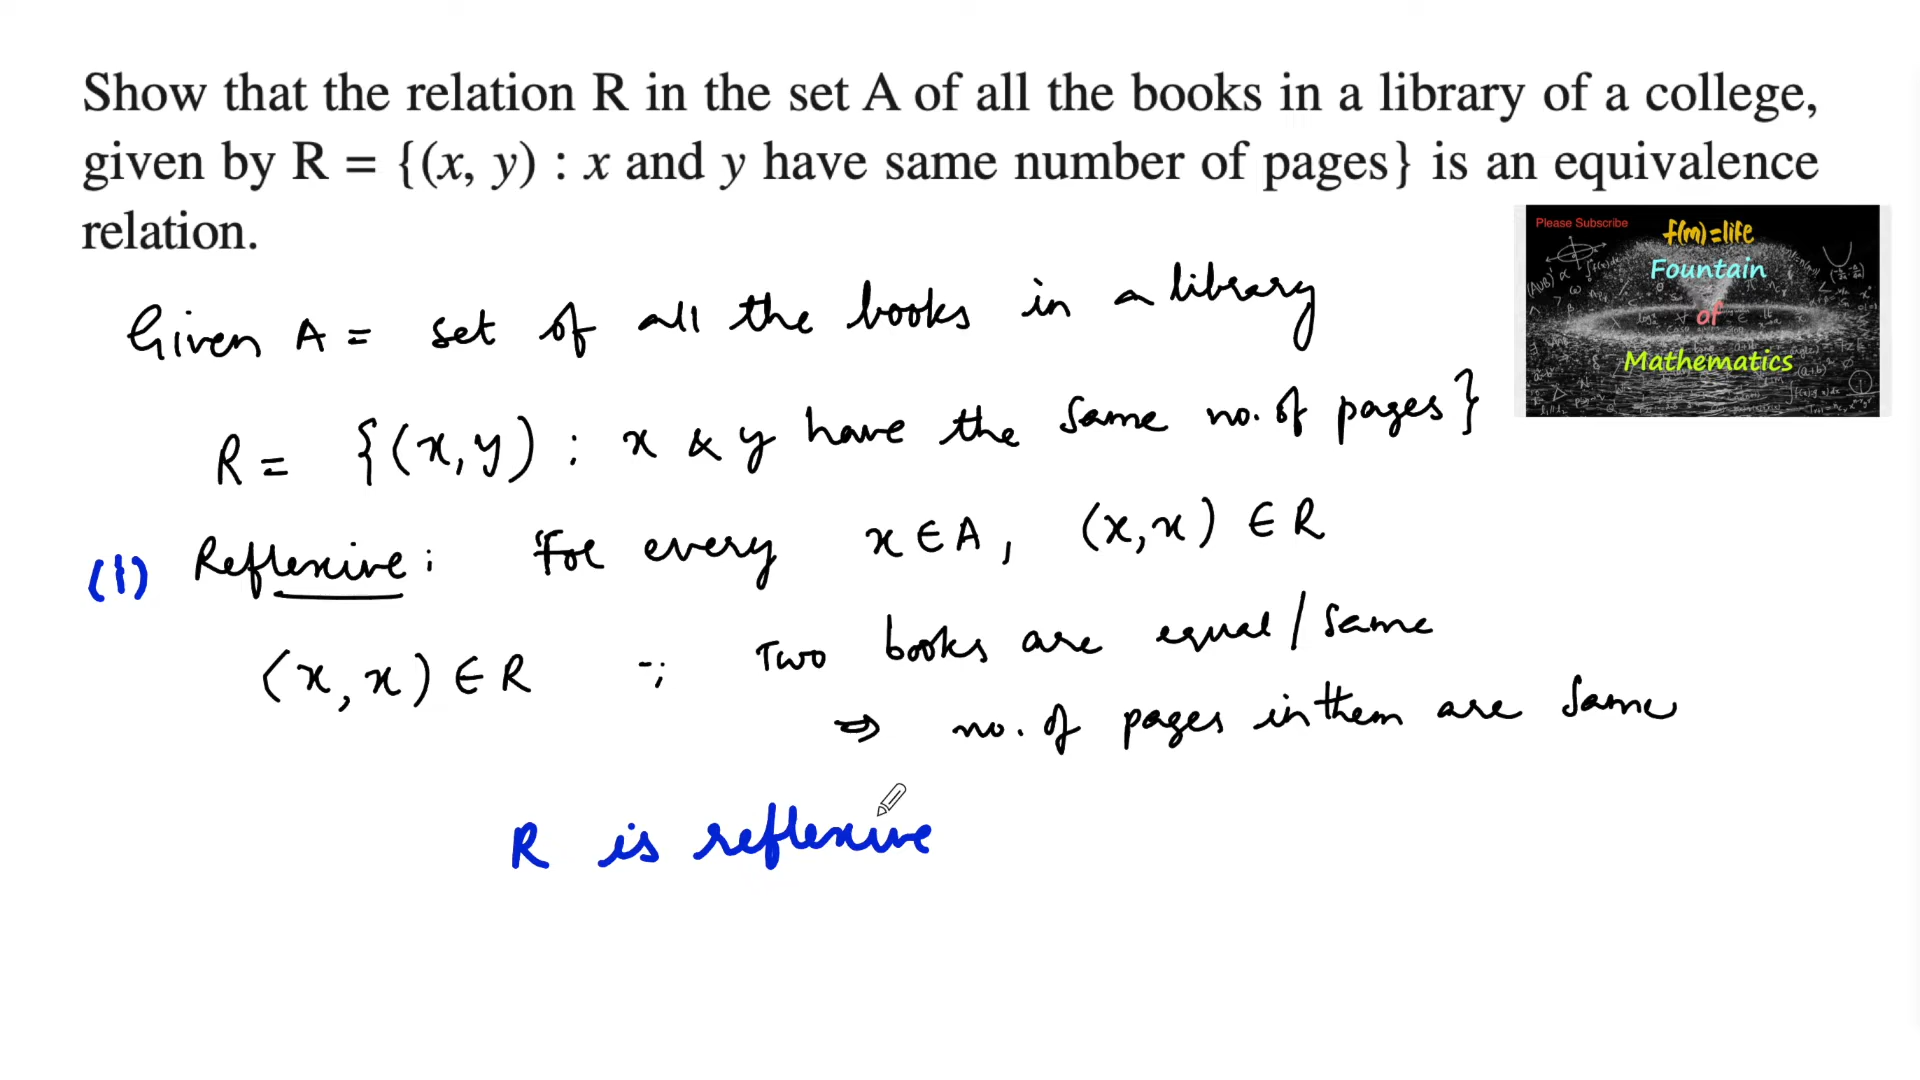 Show that the relation R in the set A of all the books in a library of a college,
given by R = {(x, y) : x and y have same number of pages} is an equivalence
relation.
Please Subscribe
f(m)=life
Fountain
of
Mathematics
Given A = set of all the books in a library
R = {(x,y) : x & y have the same no. of pages}
(1) Reflexive : For every x ∈ A, (x,x) ∈ R
(x,x) ∈ R ∵ Two books are equal/same
⇒ no. of pages in them are same
R is reflexive